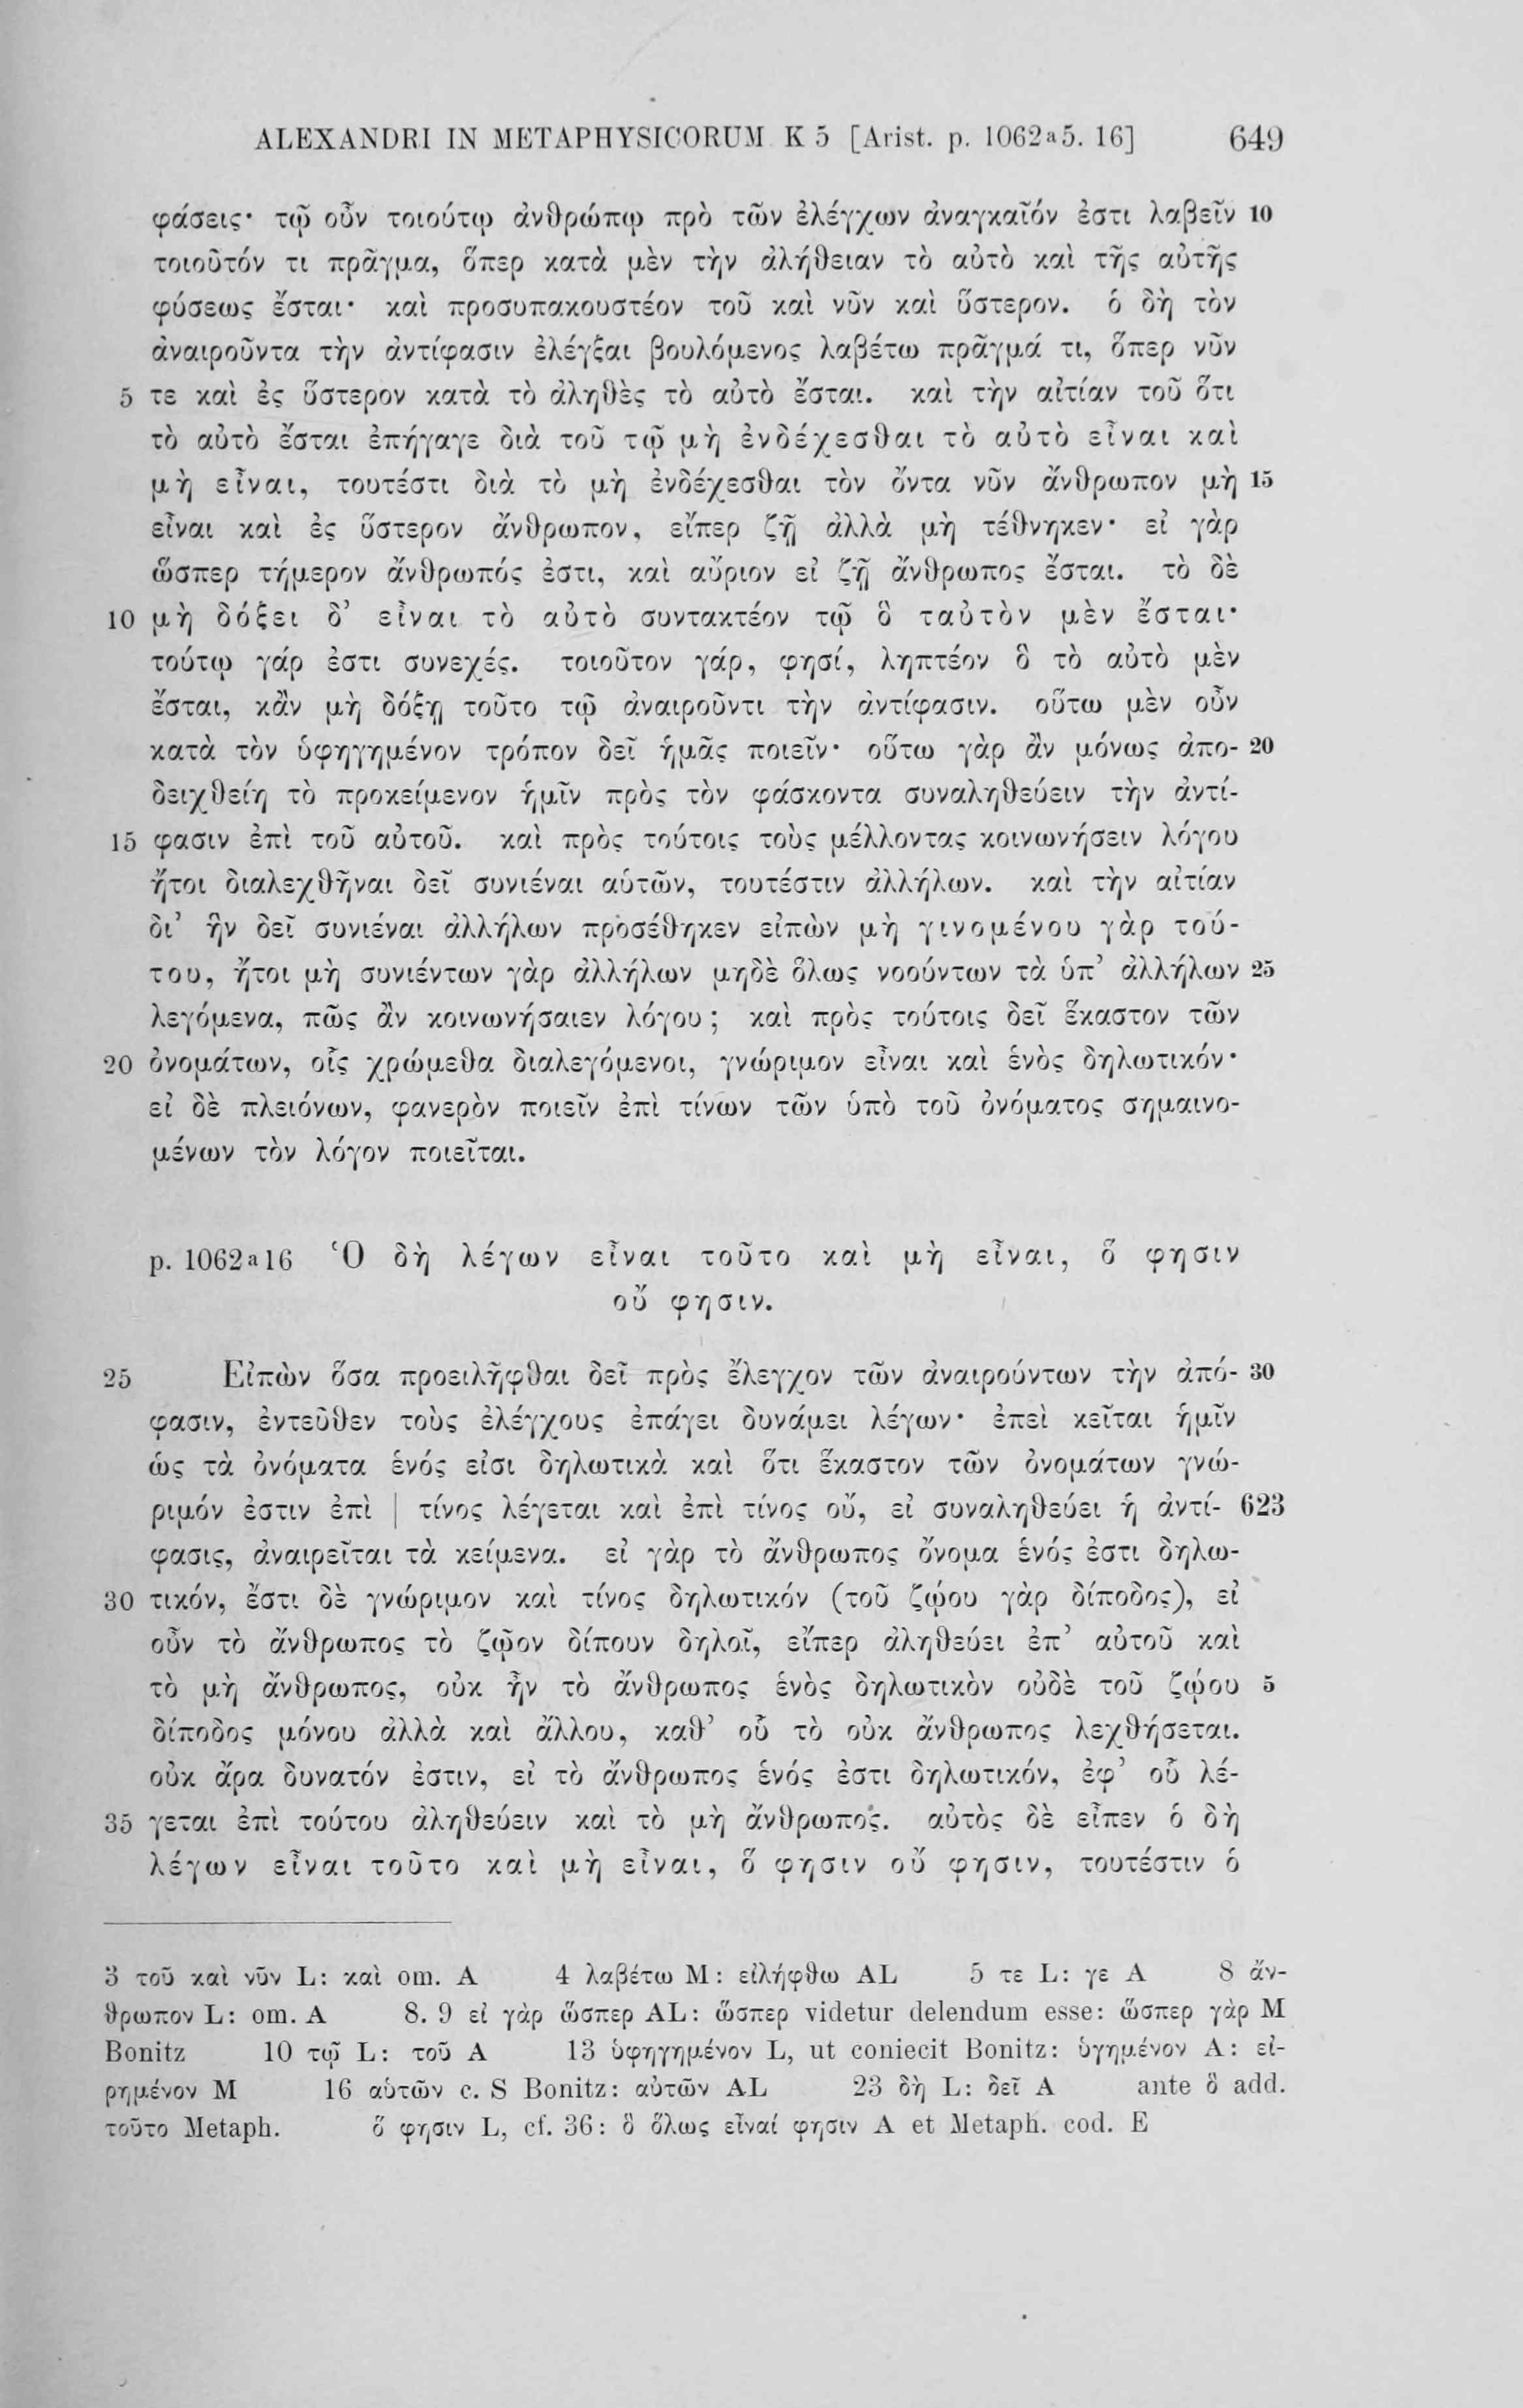 ALEXANDRI IN METAPHYSICORUM K 5 [Arist. p. 1062a5. 16] 649
φάσεις· τῷ οὖν τοιούτῳ ἀνθρώπῳ πρὸ τῶν ἐλέγχων ἀναγκαῖόν ἐστι λαβεῖν 10
τοιοῦτόν τι πρᾶγμα, ὅπερ κατὰ μὲν τὴν ἀλήθειαν τὸ αὐτὸ καὶ τῆς αὐτῆς
φύσεως ἔσται· καὶ προσυπακουστέον τοῦ καὶ νῦν καὶ ὕστερον. ὁ δὴ τὸν
ἀναιροῦντα τὴν ἀντίφασιν ἐλέγξαι βουλόμενος λαβέτω πρᾶγμά τι, ὅπερ νῦν
5 τε καὶ ἐς ὕστερον κατὰ τὸ ἀληθὲς τὸ αὐτὸ ἔσται. καὶ τὴν αἰτίαν τοῦ ὅτι
τὸ αὐτὸ ἔσται ἐπήγαγε διὰ τοῦ τῷ μὴ ἐνδέχεσθαι τὸ αὐτὸ εἶναι καὶ
μὴ εἶναι, τουτέστι διὰ τὸ μὴ ἐνδέχεσθαι τὸν ὄντα νῦν ἄνθρωπον μὴ 15
εἶναι καὶ ἐς ὕστερον ἄνθρωπον, εἴπερ ζῇ ἀλλὰ μὴ τέθνηκεν· εἰ γὰρ
ὥσπερ τήμερον ἄνθρωπός ἐστι, καὶ αὔριον εἰ ζῇ ἄνθρωπος ἔσται. τὸ δὲ
10 μὴ δόξει δ’ εἶναι τὸ αὐτὸ συντακτέον τῷ ὃ ταὐτὸν μὲν ἔσται·
τούτῳ γάρ ἐστι συνεχές. τοιοῦτον γάρ, φησί, ληπτέον ὃ τὸ αὐτὸ μὲν
ἔσται, κἂν μὴ δόξῃ τοῦτο τῷ ἀναιροῦντι τὴν ἀντίφασιν. οὕτω μὲν οὖν
κατὰ τὸν ὑφηγημένον τρόπον δεῖ ἡμᾶς ποιεῖν· οὕτω γὰρ ἂν μόνως ἀπο- 20
δειχθείη τὸ προκείμενον ἡμῖν πρὸς τὸν φάσκοντα συναληθεύειν τὴν ἀντί-
15 φασιν ἐπὶ τοῦ αὐτοῦ. καὶ πρὸς τούτοις τοὺς μέλλοντας κοινωνήσειν λόγου
ἤτοι διαλεχθῆναι δεῖ συνιέναι αὑτῶν, τουτέστιν ἀλλήλων. καὶ τὴν αἰτίαν
δι’ ἣν δεῖ συνιέναι ἀλλήλων προσέθηκεν εἰπὼν μὴ γινομένου γὰρ τού-
του, ἤτοι μὴ συνιέντων γὰρ ἀλλήλων μηδὲ ὅλως νοούντων τὰ ὑπ’ ἀλλήλων 25
λεγόμενα, πῶς ἂν κοινωνήσαιεν λόγου; καὶ πρὸς τούτοις δεῖ ἕκαστον τῶν
20 ὀνομάτων, οἷς χρώμεθα διαλεγόμενοι, γνώριμον εἶναι καὶ ἑνὸς δηλωτικόν·
εἰ δὲ πλειόνων, φανερὸν ποιεῖν ἐπὶ τίνων τῶν ὑπὸ τοῦ ὀνόματος σημαινο-
μένων τὸν λόγον ποιεῖται.
p. 1062a16 Ὁ δὴ λέγων εἶναι τοῦτο καὶ μὴ εἶναι, ὅ φησιν
οὔ φησιν.
25 Εἰπὼν ὅσα προειλῆφθαι δεῖ πρὸς ἔλεγχον τῶν ἀναιρούντων τὴν ἀπό- 30
φασιν, ἐντεῦθεν τοὺς ἐλέγχους ἐπάγει δυνάμει λέγων· ἐπεὶ κεῖται ἡμῖν
ὡς τὰ ὀνόματα ἑνός εἰσι δηλωτικὰ καὶ ὅτι ἕκαστον τῶν ὀνομάτων γνώ-
ριμόν ἐστιν ἐπὶ | τίνος λέγεται καὶ ἐπὶ τίνος οὔ, εἰ συναληθεύει ἡ ἀντί- 623
φασις, ἀναιρεῖται τὰ κείμενα. εἰ γὰρ τὸ ἄνθρωπος ὄνομα ἑνός ἐστι δηλω-
30 τικόν, ἔστι δὲ γνώριμον καὶ τίνος δηλωτικόν (τοῦ ζῴου γὰρ δίποδος), εἰ
οὖν τὸ ἄνθρωπος τὸ ζῷον δίπουν δηλοῖ, εἴπερ ἀληθεύει ἐπ’ αὐτοῦ καὶ
τὸ μὴ ἄνθρωπος, οὐκ ἦν τὸ ἄνθρωπος ἑνὸς δηλωτικὸν οὐδὲ τοῦ ζῴου 5
δίποδος μόνου ἀλλὰ καὶ ἄλλου, καθ’ οὗ τὸ οὐκ ἄνθρωπος λεχθήσεται.
οὐκ ἄρα δυνατόν ἐστιν, εἰ τὸ ἄνθρωπος ἑνός ἐστι δηλωτικόν, ἐφ’ οὗ λέ-
35 γεται ἐπὶ τούτου ἀληθεύειν καὶ τὸ μὴ ἄνθρωπος. αὐτὸς δὲ εἶπεν ὁ δὴ
λέγων εἶναι τοῦτο καὶ μὴ εἶναι, ὅ φησιν οὔ φησιν, τουτέστιν ὁ
3 τοῦ καὶ νῦν L: καὶ om. A 4 λαβέτω M: εἰλήφθω AL 5 τε L: γε A 8 ἄν-
θρωπον L: om. A 8. 9 εἰ γὰρ ὥσπερ AL: ὥσπερ videtur delendum esse: ὥσπερ γὰρ M
Bonitz 10 τῷ L: τοῦ A 13 ὑφηγημένον L, ut coniecit Bonitz: ὑγημένον A: εἰ-
ρημένον M 16 αὑτῶν c. S Bonitz: αὐτῶν AL 23 δὴ L: δεῖ A ante ὃ add.
τοῦτο Metaph. ὅ φησιν L, cf. 36: ὃ ὅλως εἶναί φησιν A et Metaph. cod. E